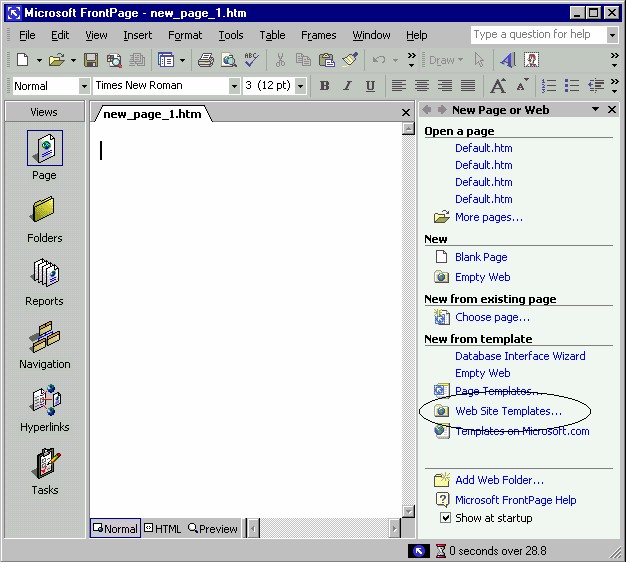 Microsoft FrontPage - new_page_1.htm
File Edit View Insert Format Tools Table Frames Window Help Type a question for help
Draw
Normal Times New Roman 3 (12 pt) B I U A A
Views
Page
Folders
Reports
Navigation
Hyperlinks
Tasks
new_page_1.htm
Normal HTML Preview
New Page or Web
Open a page
Default.htm
Default.htm
Default.htm
Default.htm
More pages...
New
Blank Page
Empty Web
New from existing page
Choose page...
New from template
Database Interface Wizard
Empty Web
Page Templates...
Web Site Templates...
Templates on Microsoft.com
Add Web Folder...
Microsoft FrontPage Help
Show at startup
0 seconds over 28.8